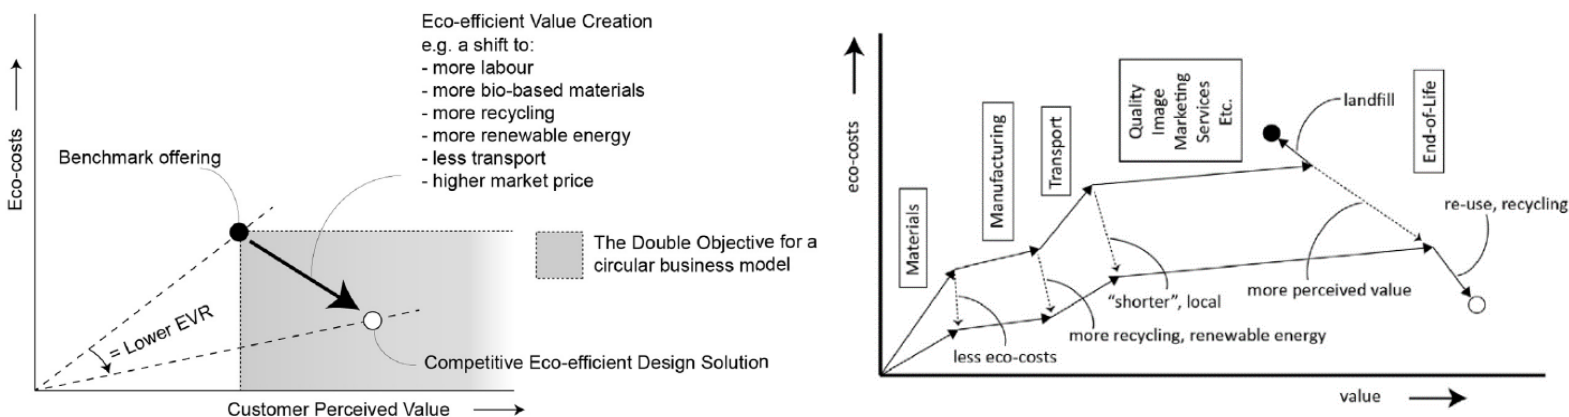 Eco-efficient Value Creation
e.g. a shift to:
- more labour
- more bio-based materials
- more recycling
- more renewable energy
- less transport
- higher market price
Benchmark offering
Eco-costs
The Double Objective for a
circular business model
= Lower EVR
Competitive Eco-efficient Design Solution
Customer Perceived Value
eco-costs
Materials
Manufacturing
Transport
Quality
Image
Marketing
Services
Etc.
landfill
End-of-Life
re-use, recycling
"shorter", local
more perceived value
more recycling, renewable energy
less eco-costs
value